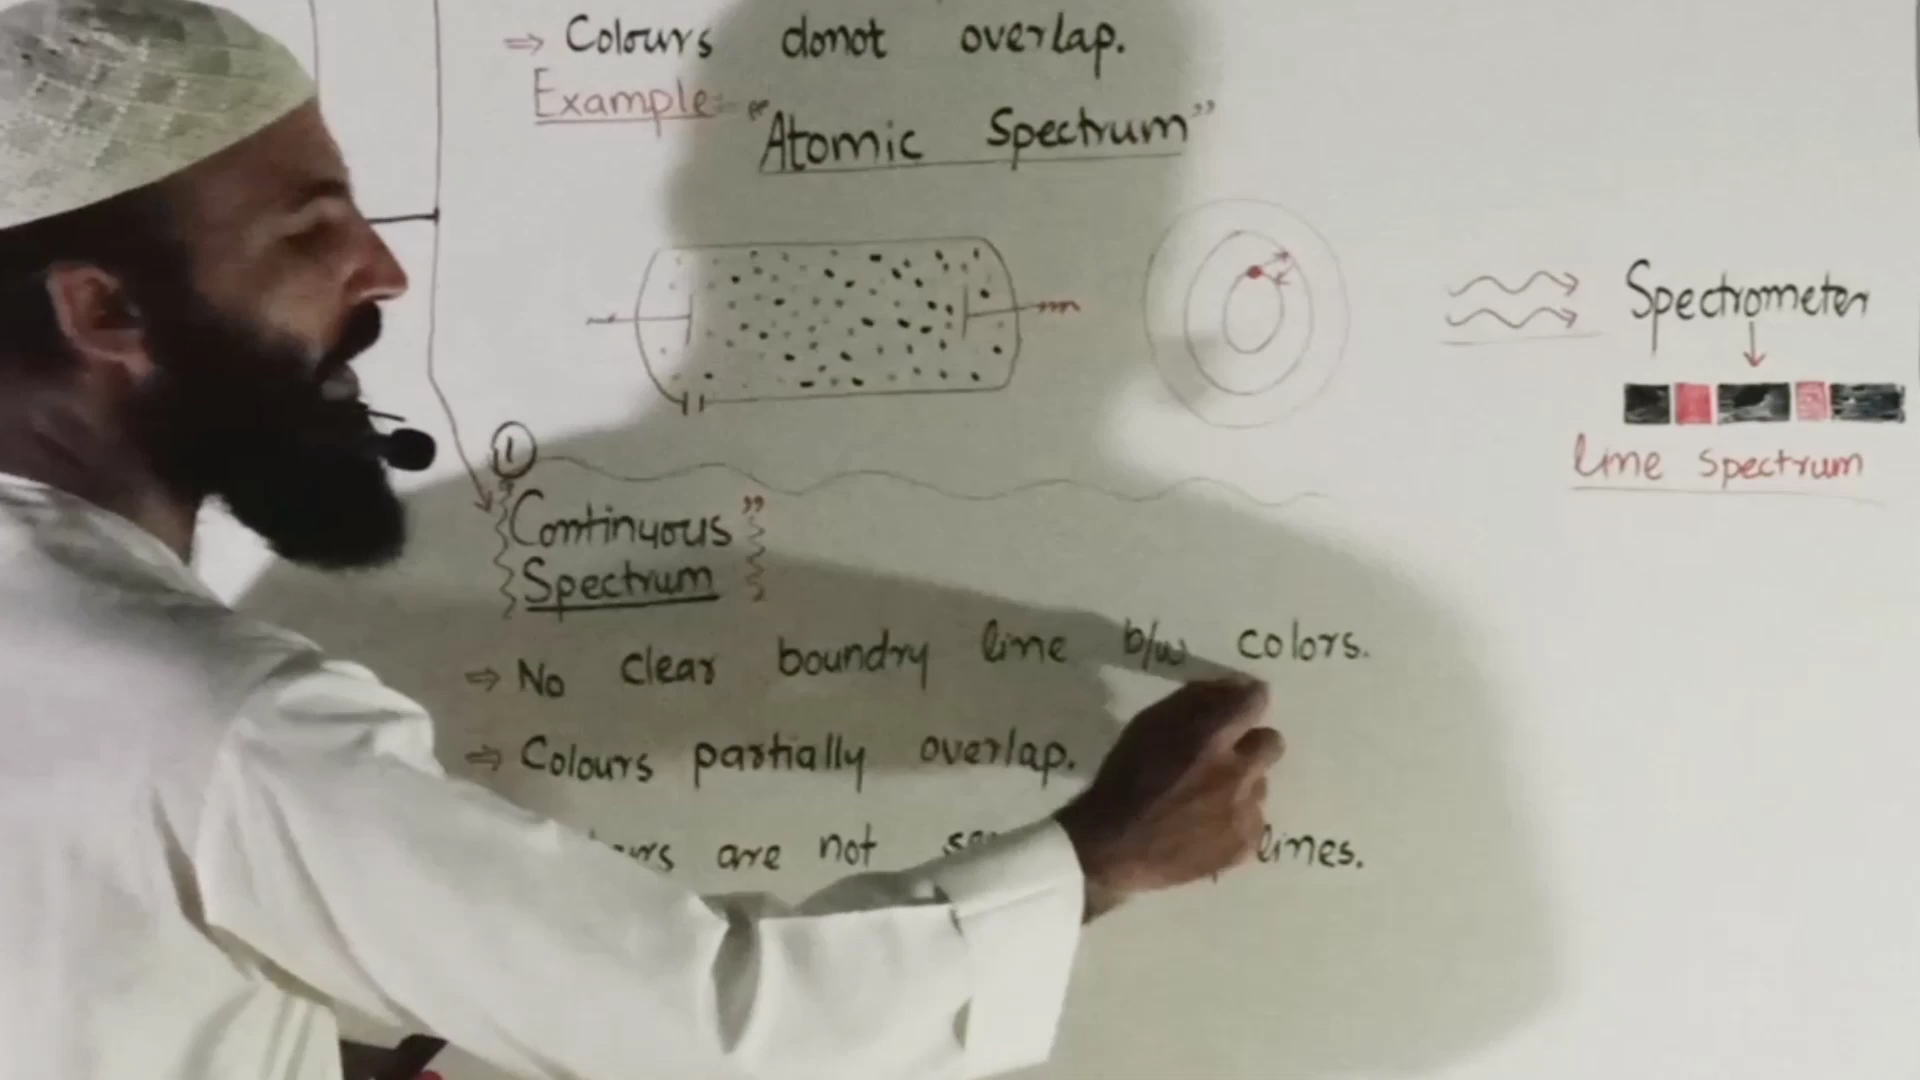 ⇒ Colours donot overlap.
Example:
"Atomic Spectrum"
Spectrometer
line spectrum
1
Continuous"
Spectrum
⇒ No clear boundry line b/w colors.
⇒ Colours partially overlap.
are not
lines.